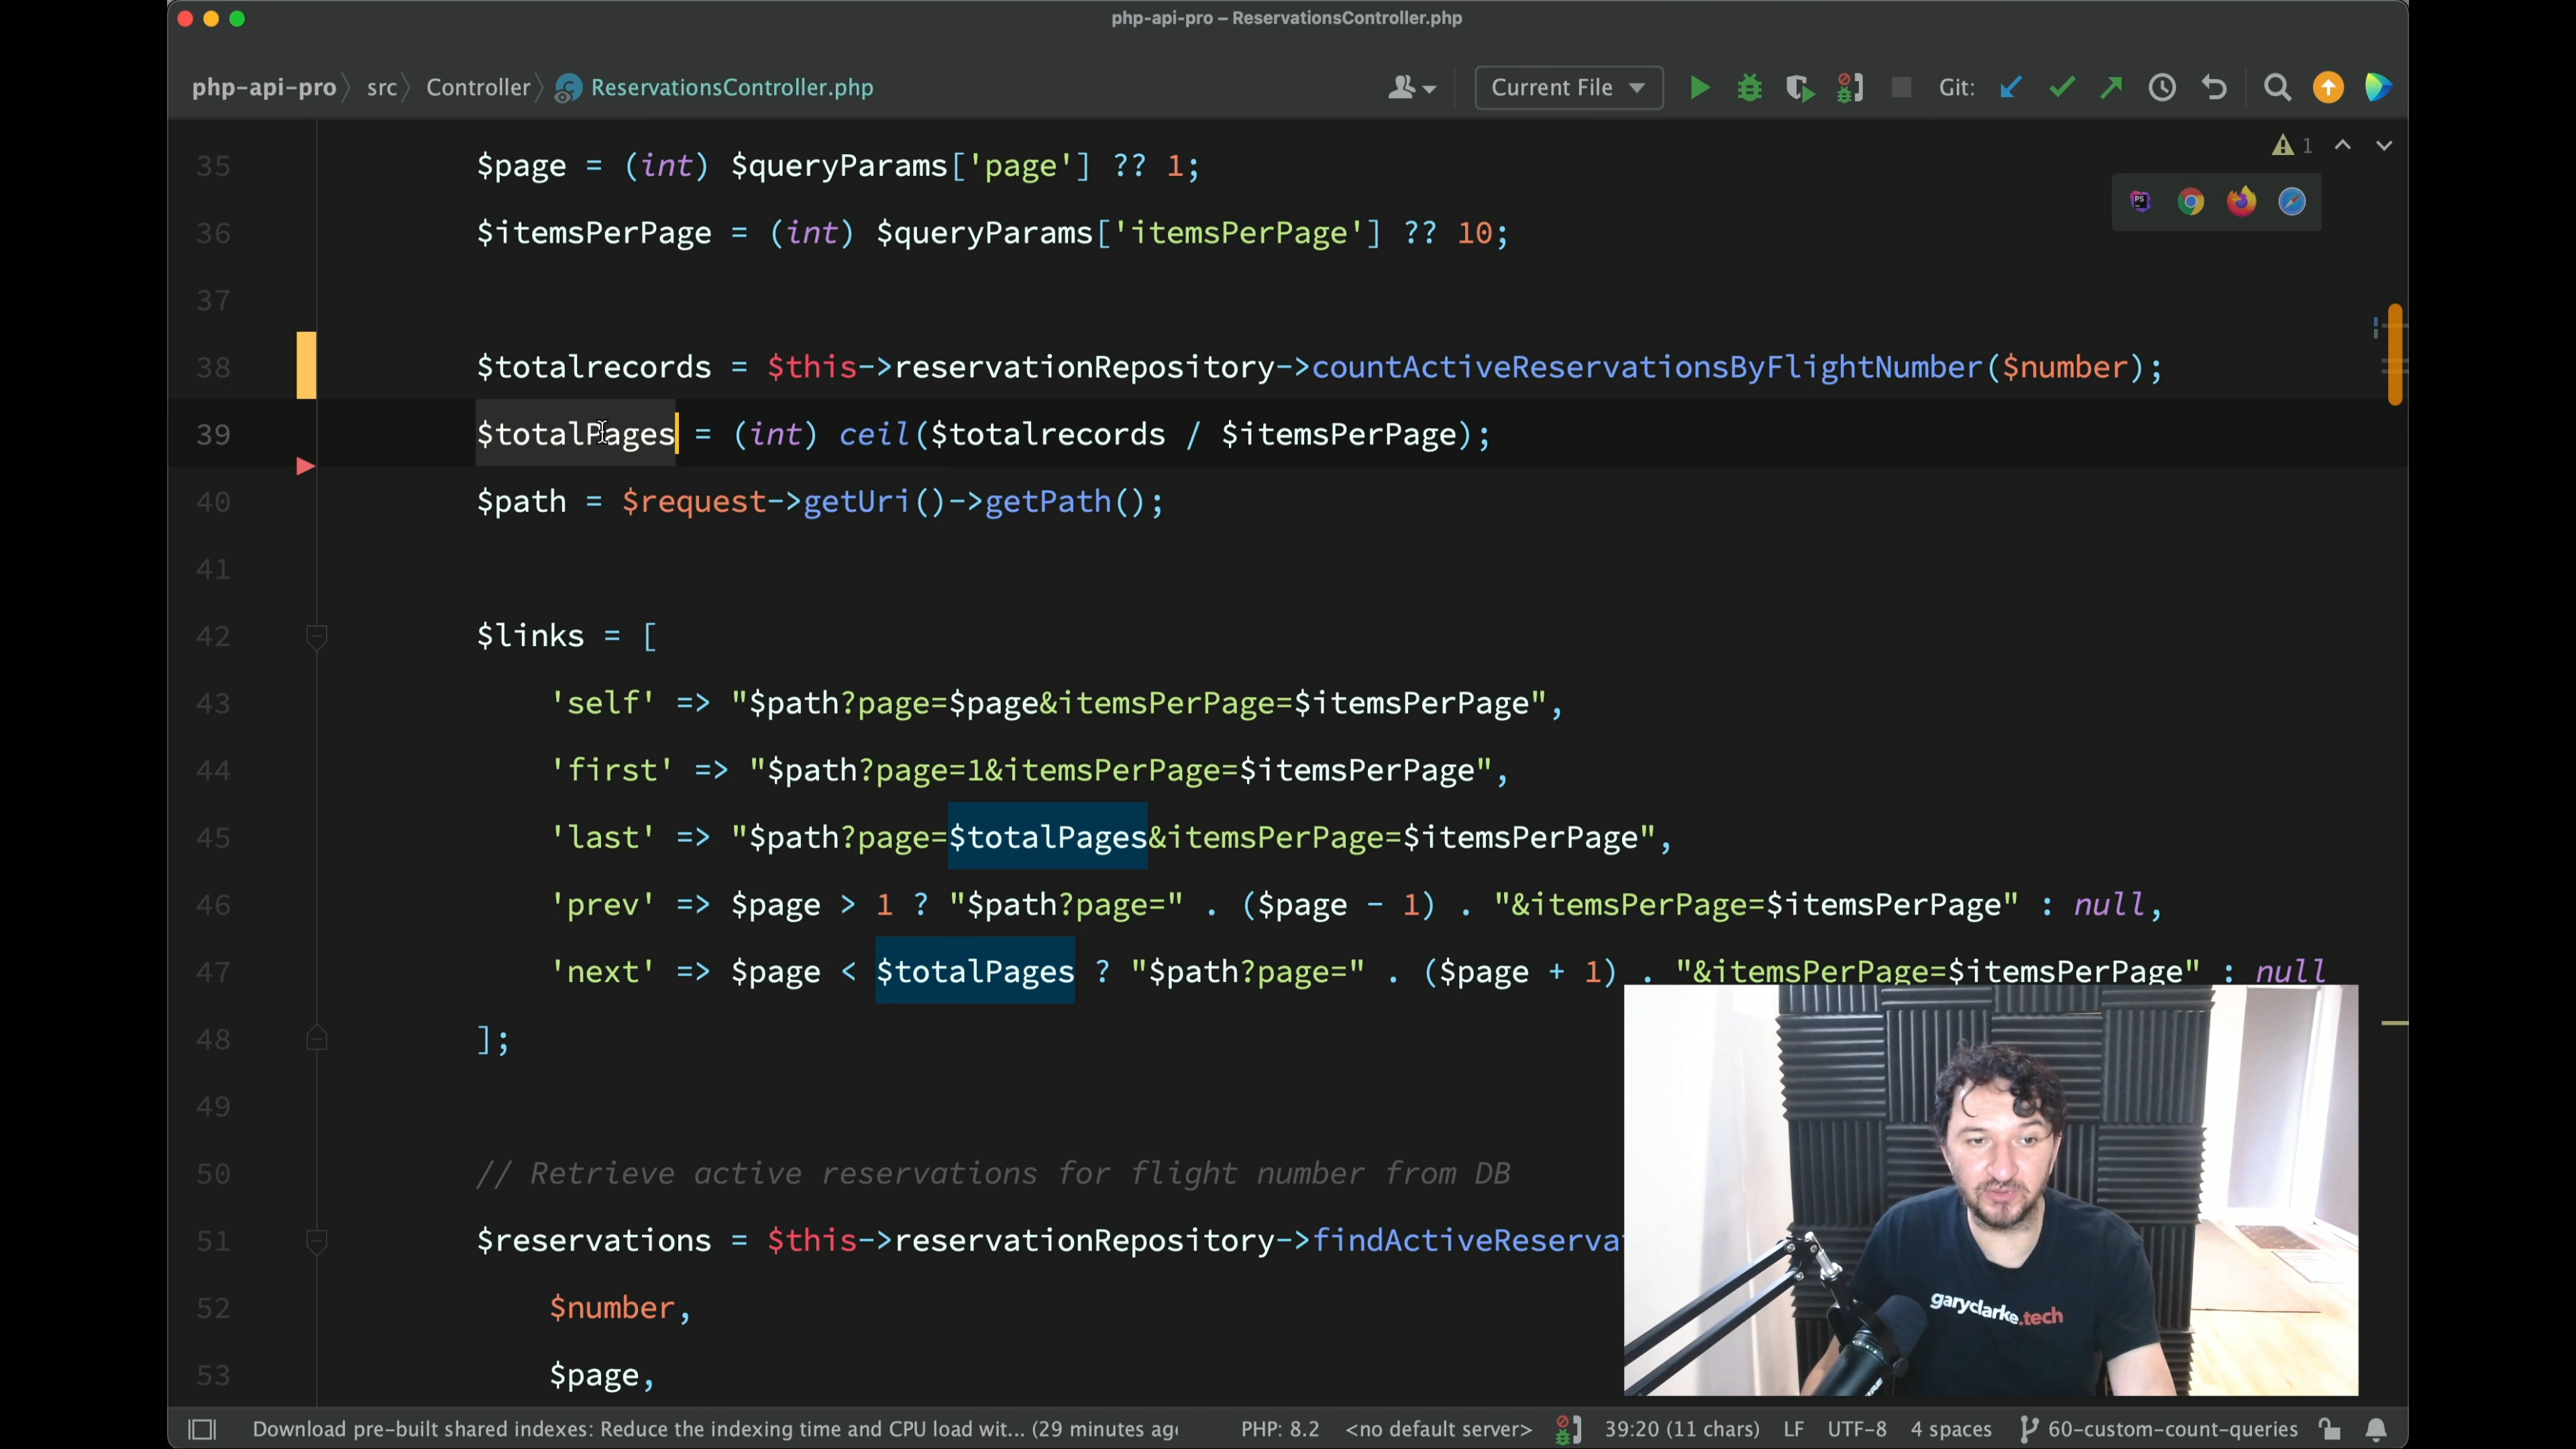 php-api-pro – ReservationsController.php
php-api-pro src Controller ReservationsController.php Current File Git:
1
35 $page = (int) $queryParams['page'] ?? 1;
36 $itemsPerPage = (int) $queryParams['itemsPerPage'] ?? 10;
37
38 $totalrecords = $this->reservationRepository->countActiveReservationsByFlightNumber($number);
39 $totalPages = (int) ceil($totalrecords / $itemsPerPage);
40 $path = $request->getUri()->getPath();
41
42 $links = [
43 'self' => "$path?page=$page&itemsPerPage=$itemsPerPage",
44 'first' => "$path?page=1&itemsPerPage=$itemsPerPage",
45 'last' => "$path?page=$totalPages&itemsPerPage=$itemsPerPage",
46 'prev' => $page > 1 ? "$path?page=" . ($page - 1) . "&itemsPerPage=$itemsPerPage" : null,
47 'next' => $page < $totalPages ? "$path?page=" . ($page + 1) . "&itemsPerPage=$itemsPerPage" : null
48 ];
49
50 // Retrieve active reservations for flight number from DB
51 $reservations = $this->reservationRepository->findActiveReserva
52 $number,
53 $page,
garyclarke.tech
Download pre-built shared indexes: Reduce the indexing time and CPU load wit... (29 minutes ag PHP: 8.2 <no default server> 39:20 (11 chars) LF UTF-8 4 spaces 60-custom-count-queries